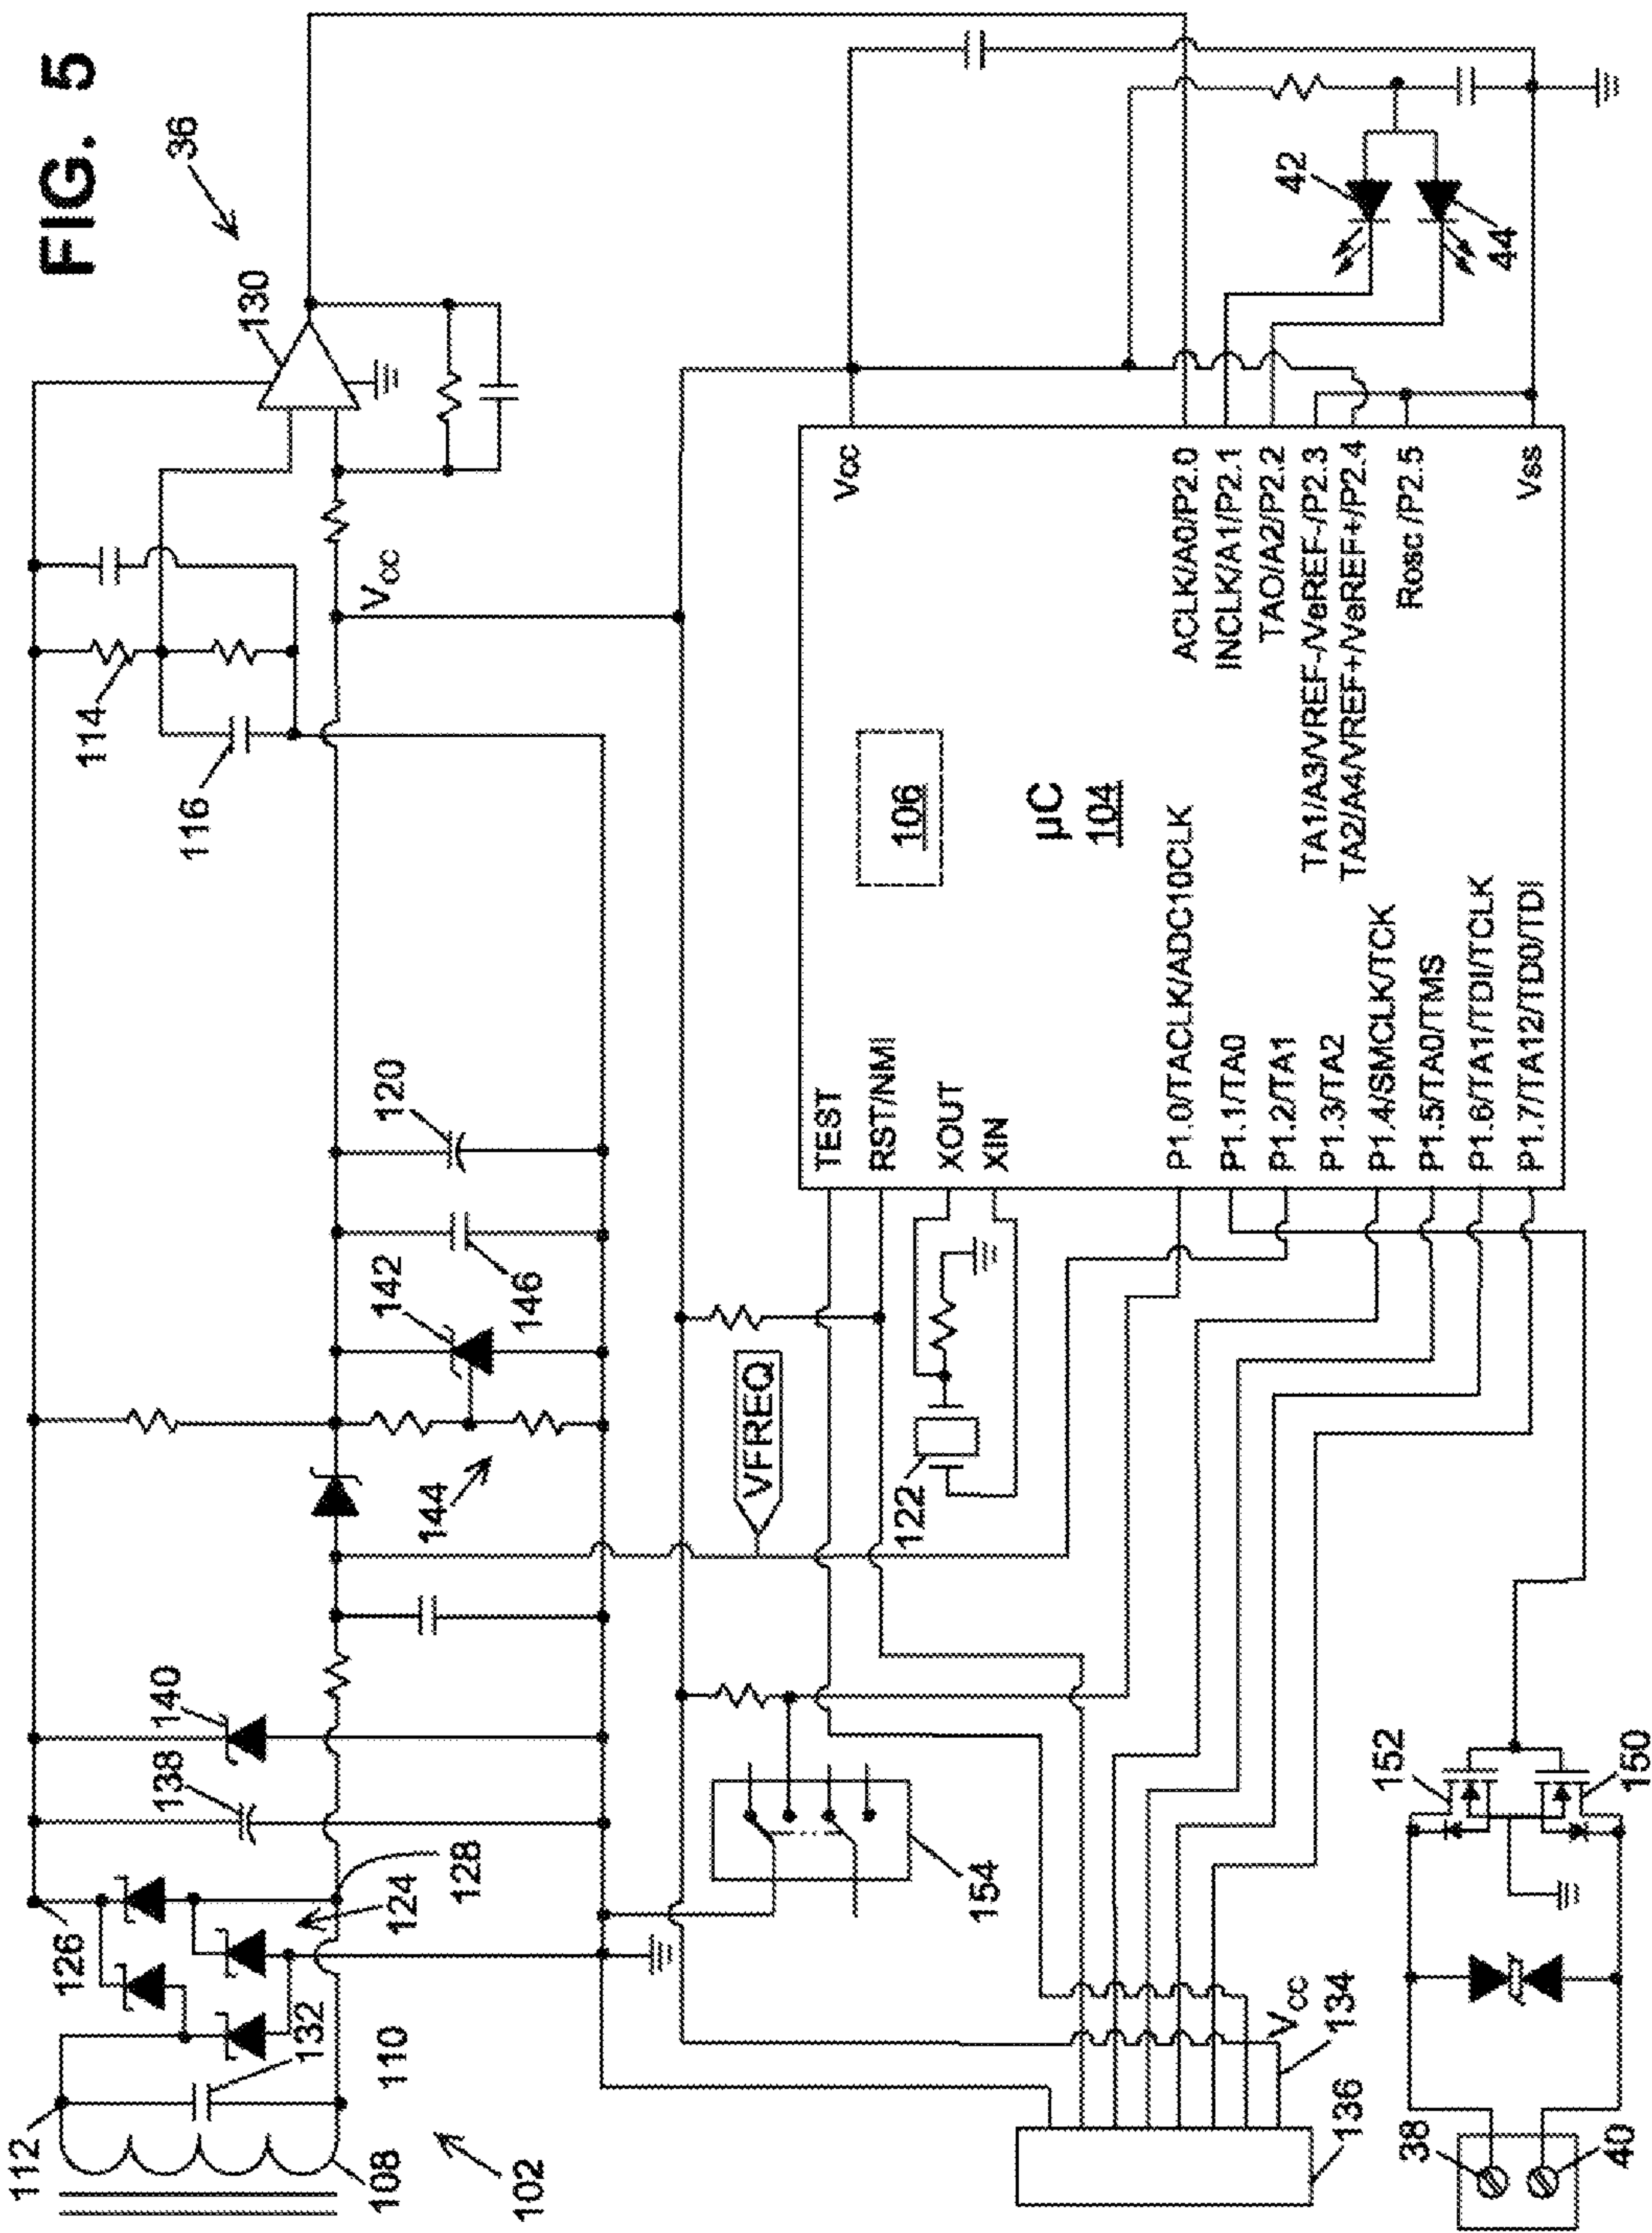 FIG. 5
36
112
108
102
132
110
126
124
128
138
140
144
142
146
120
116
114
VCC
130
VFREQ
154
122
VCC
134
136
TEST
RST/NMI
XOUT
XIN
P1.0/TACLK/ADC10CLK
P1.1/TA0
P1.2/TA1
P1.3/TA2
P1.4/SMCLK/TCK
P1.5/TA0/TMS
P1.6/TA1/TDI/TCLK
P1.7/TA12/TD0/TDI
106
µC
104
Vcc
ACLK/A0/P2.0
INCLK/A1/P2.1
TAO/A2/P2.2
TA1/A3/VREF-/VeREF-/P2.3
TA2/A4/VREF+/VeREF+/P2.4
Rosc/P2.5
Vss
42
44
38
40
152
150